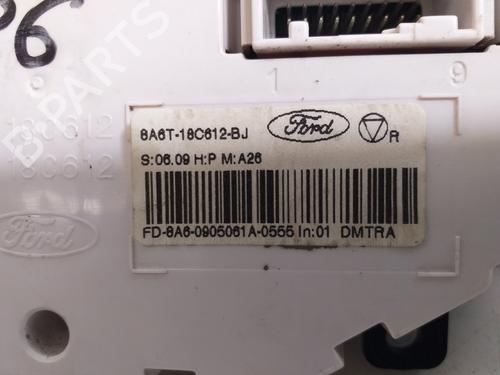 P6
1 9
18C612
18C612
Ford
8A6T-18C612-BJ
Ford
R
S:06.09 H:P M:A26
FD-8A6-0905061A-0555 In:01 DMTRA
B-PARTS